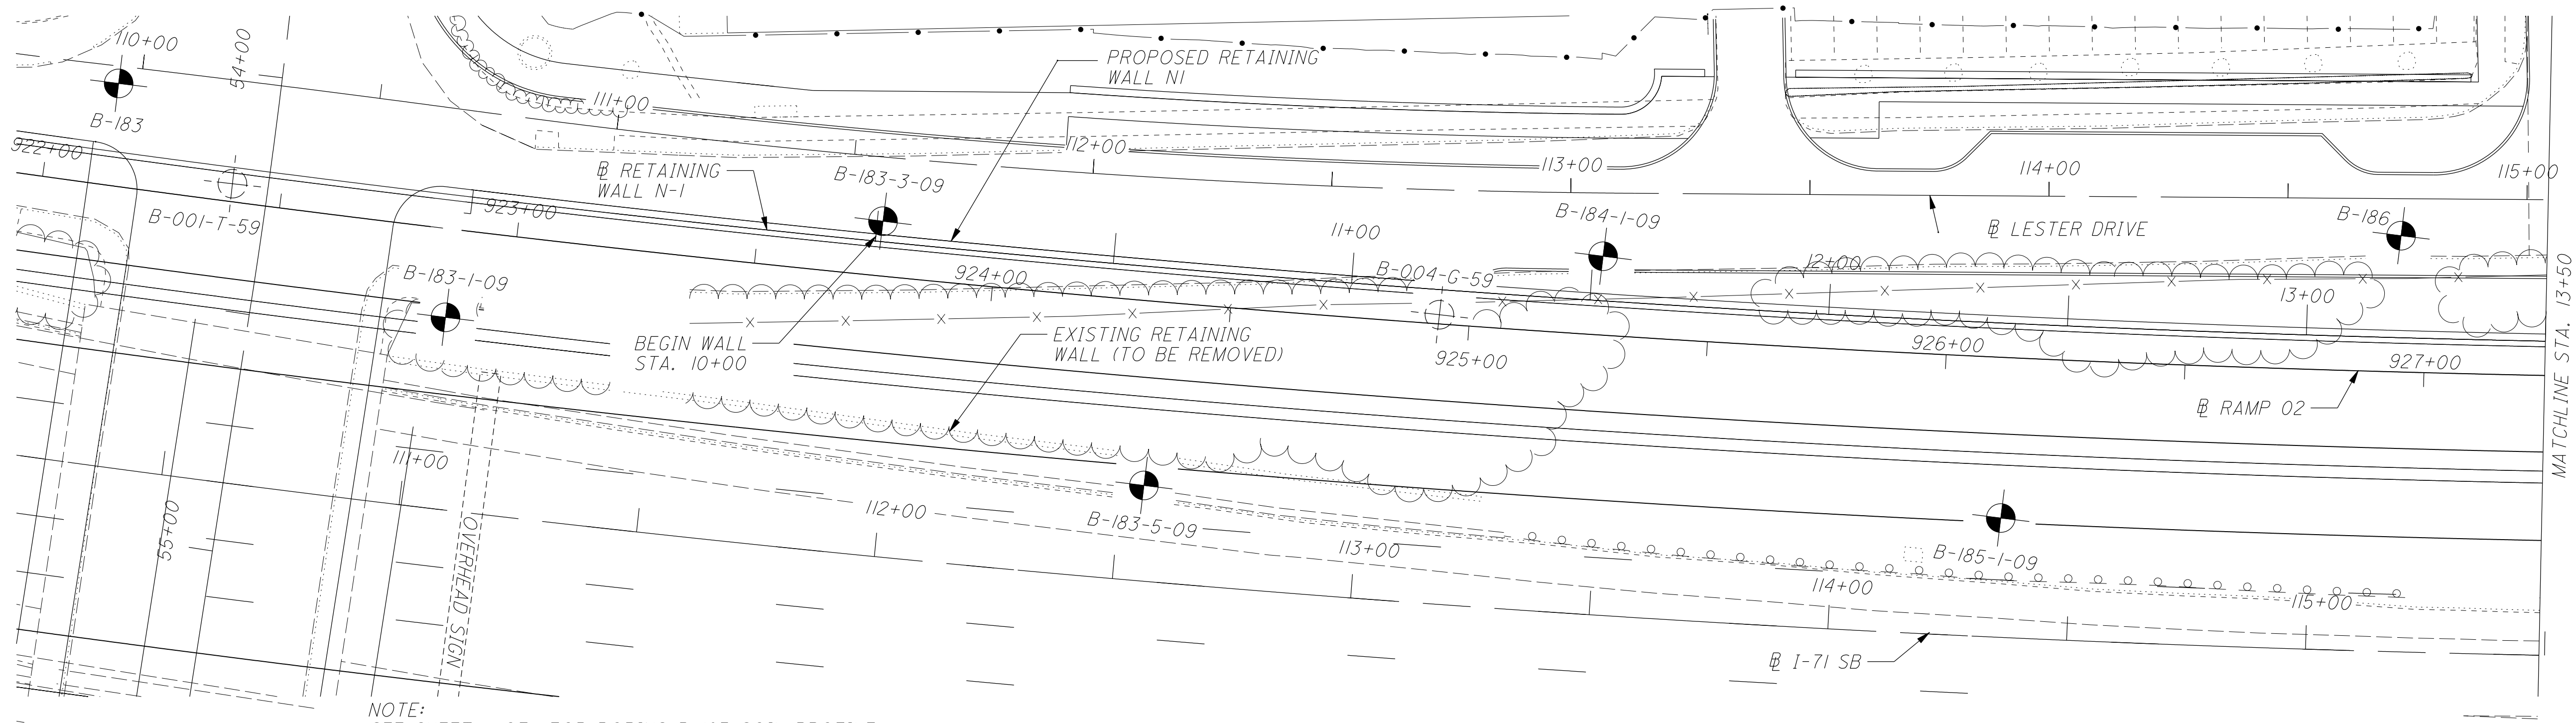 110+00
54+00
B-183
922+00
B-001-T-59
111+00
PROPOSED RETAINING
WALL N1
112+00
℄ RETAINING
WALL N-1
B-183-3-09
923+00
113+00
114+00
115+00
B-184-1-09
11+00
℄ LESTER DRIVE
B-186
B-183-1-09
924+00
B-004-G-59
12+00
13+00
BEGIN WALL
STA. 10+00
EXISTING RETAINING
WALL (TO BE REMOVED)
925+00
926+00
927+00
℄ RAMP 02
MATCHLINE STA. 13+50
111+00
55+00
OVERHEAD SIGN
112+00
B-183-5-09
113+00
B-185-1-09
114+00
115+00
℄ I-71 SB
NOTE: